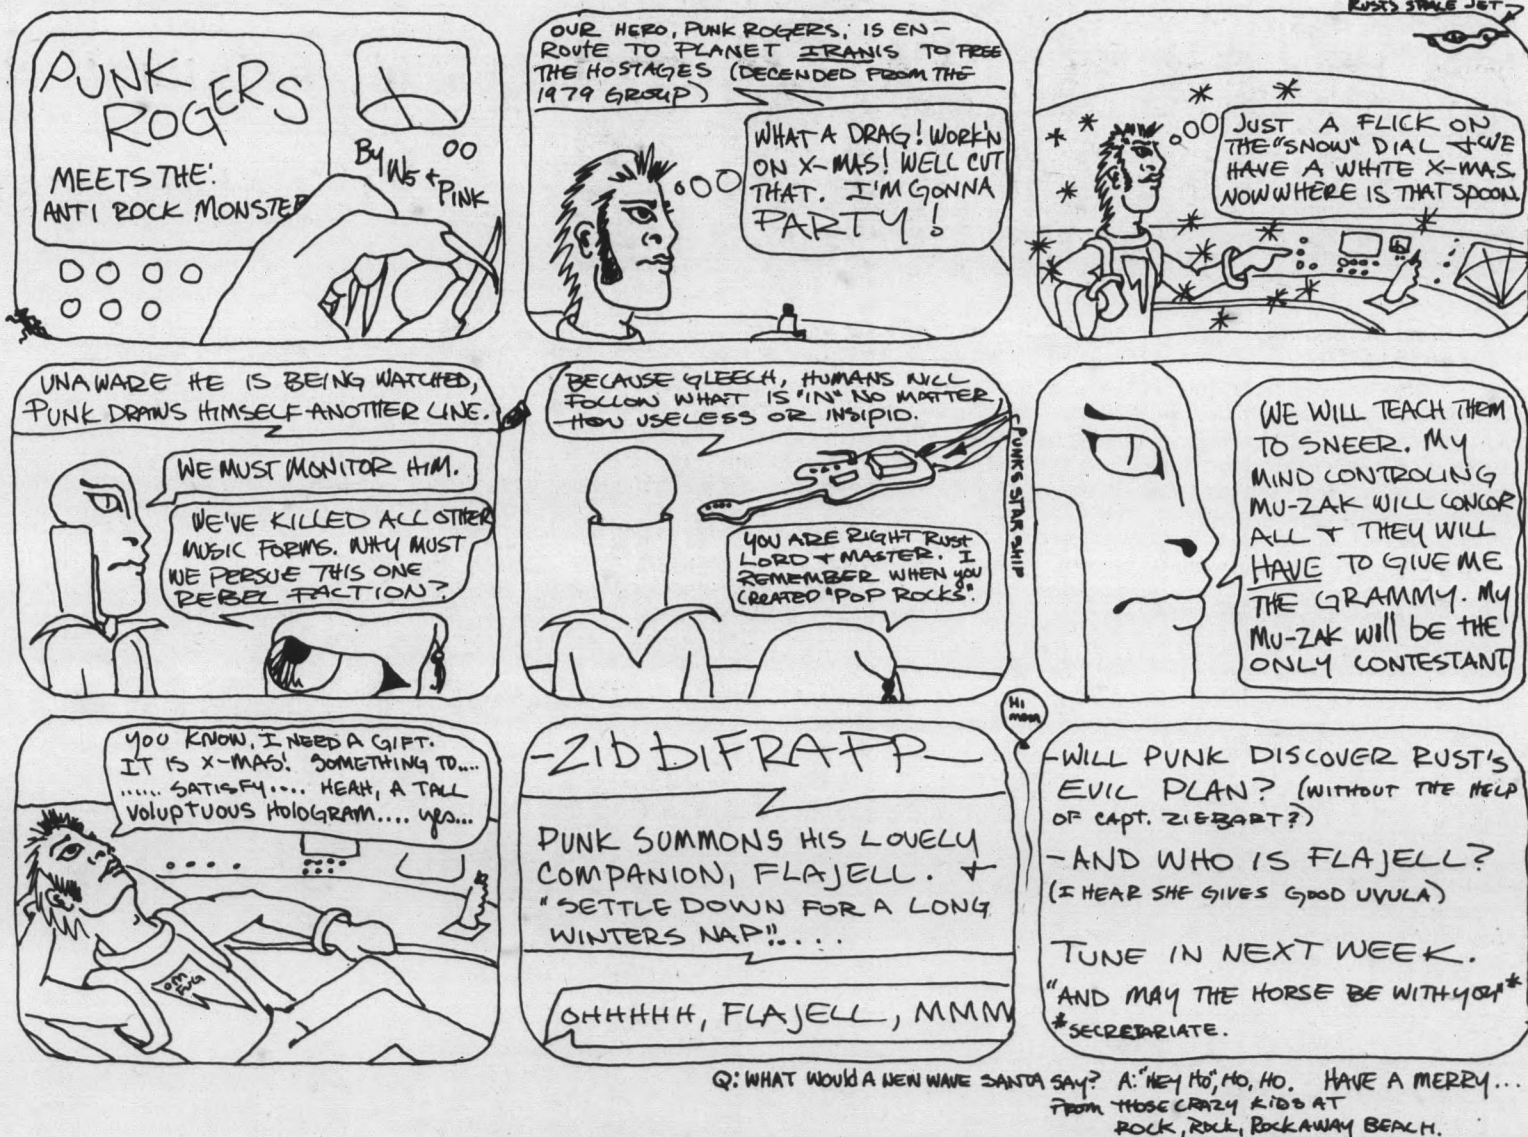 PUNK
ROGERS
MEETS THE:
ANTI ROCK MONSTER
By W5 +
PINK
OUR HERO, PUNK ROGERS, IS EN-
ROUTE TO PLANET IRANIS TO FREE
THE HOSTAGES (DECENDED FROM THE
1979 GROUP)
WHAT A DRAG! WORK'N
ON X-MAS! WELL CUT
THAT. I'M GONNA
PARTY!
RUST'S SPACE JET
JUST A FLICK ON
THE "SNOW" DIAL + WE
HAVE A WHITE X-MAS.
NOW WHERE IS THAT SPOON.
UNAWARE HE IS BEING WATCHED,
PUNK DRAWS HIMSELF ANOTHER LINE.
WE MUST MONITOR HIM.
WE'VE KILLED ALL OTHER
MUSIC FORMS. WHY MUST
WE PERSUE THIS ONE
REBEL FACTION?
BECAUSE GLEECH, HUMANS WILL
FOLLOW WHAT IS "IN" NO MATTER
HOW USELESS OR INSIPID.
PUNKS STAR SHIP
YOU ARE RIGHT RUST
LORD + MASTER. I
REMEMBER WHEN YOU
CREATED "POP ROCKS".
WE WILL TEACH THEM
TO SNEER. MY
MIND CONTROLING
MU-ZAK WILL CONCOR
ALL + THEY WILL
HAVE TO GIVE ME
THE GRAMMY. MY
MU-ZAK WILL BE THE
ONLY CONTESTANT
YOU KNOW, I NEED A GIFT.
IT IS X-MAS! SOMETHING TO....
...... SATISFY.... HEAH, A TALL
VOLUPTUOUS HOLOGRAM.... yes...
OM
FUG
-ZIDDIFRAPP-
PUNK SUMMONS HIS LOVELY
COMPANION, FLAJELL. +
"SETTLE DOWN FOR A LONG
WINTERS NAP"!....
OHHHHH, FLAJELL, MMM
HI
MOM
-WILL PUNK DISCOVER RUST'S
EVIL PLAN? (WITHOUT THE HELP
OF CAPT. ZIEBART?)
-AND WHO IS FLAJELL?
(I HEAR SHE GIVES GOOD UVULA)
TUNE IN NEXT WEEK.
"AND MAY THE HORSE BE WITH YOU"*
*SECRETARIATE.
Q: WHAT WOULD A NEW WAVE SANTA SAY? A: "HEY HO", HO, HO. HAVE A MERRY...
FROM THOSE CRAZY KIDS AT
ROCK, ROCK, ROCKAWAY BEACH.